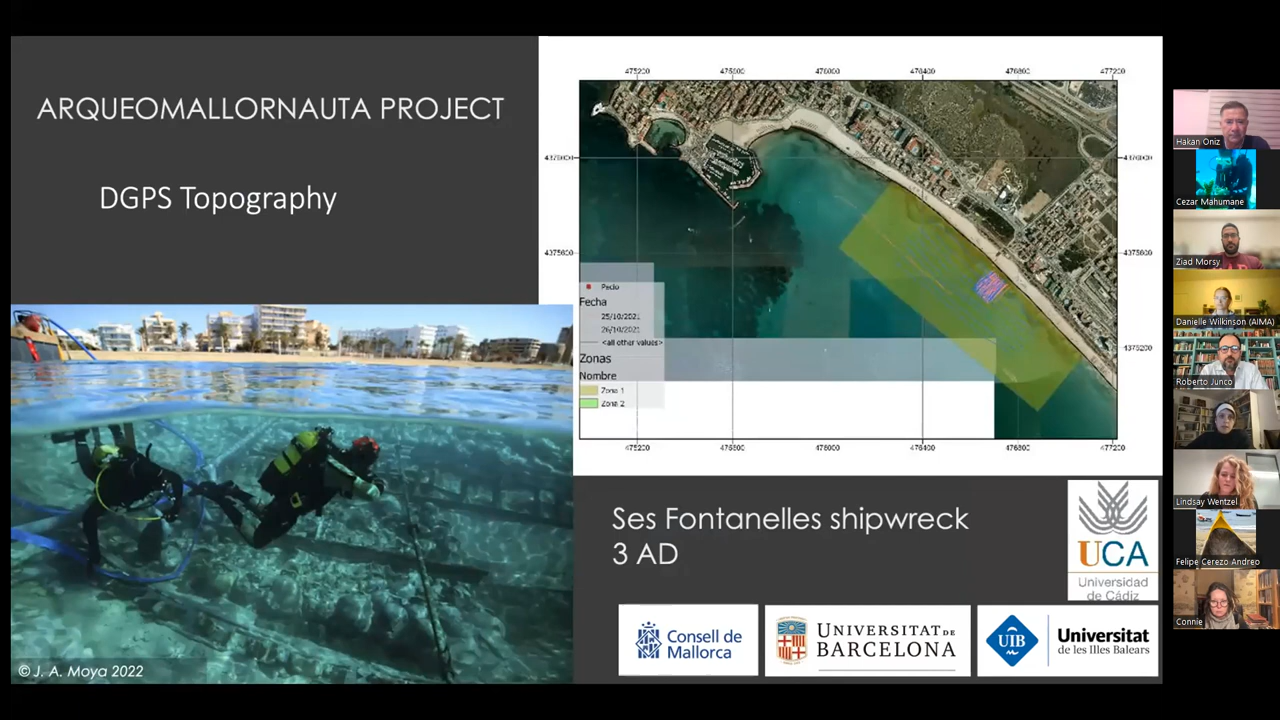 ARQUEOMALLORNAUTA PROJECT
DGPS Topography
475200
476000
476400
476800
477200
475200
476000
476400
476800
477200
4375600
4375600
4375200
Pecio
Fecha
25/10/2021
26/10/2021
<all other values>
Zonas
Nombre
Zona 1
Zona 2
© J. A. Moya 2022
Ses Fontanelles shipwreck
3 AD
UCA
Universidad
de Cádiz
Consell de
Mallorca
UNIVERSITAT DE
BARCELONA
UIB
Universitat
de les Illes Balears
Hakan Oniz
Cezar Mahumane
Ziad Morsy
Danielle Wilkinson (AIMA)
Roberto Junco
Lindsay Wentzel
Felipe Cerezo Andreo
Connie